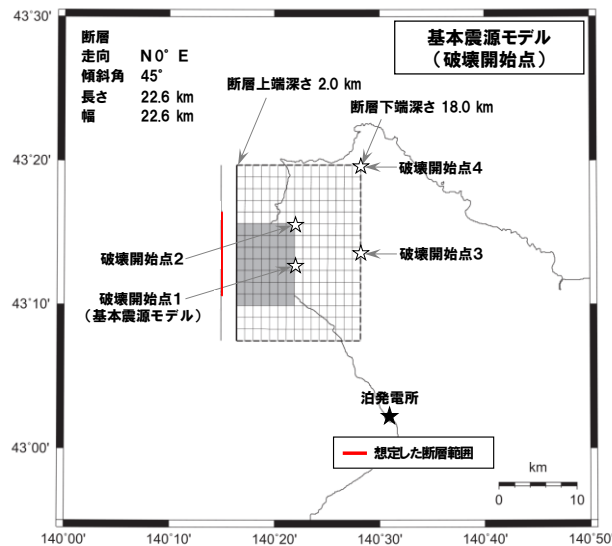 43°30'
断層
走向 N0°E
傾斜角 45°
長さ 22.6 km
幅 22.6 km
基本震源モデル
（破壊開始点）
断層上端深さ 2.0 km
断層下端深さ 18.0 km
43°20'
破壊開始点4
破壊開始点2
破壊開始点3
破壊開始点1
（基本震源モデル）
43°10'
泊発電所
43°00'
想定した断層範囲
km
0 10
140°00' 140°10' 140°20' 140°30' 140°40' 140°50'